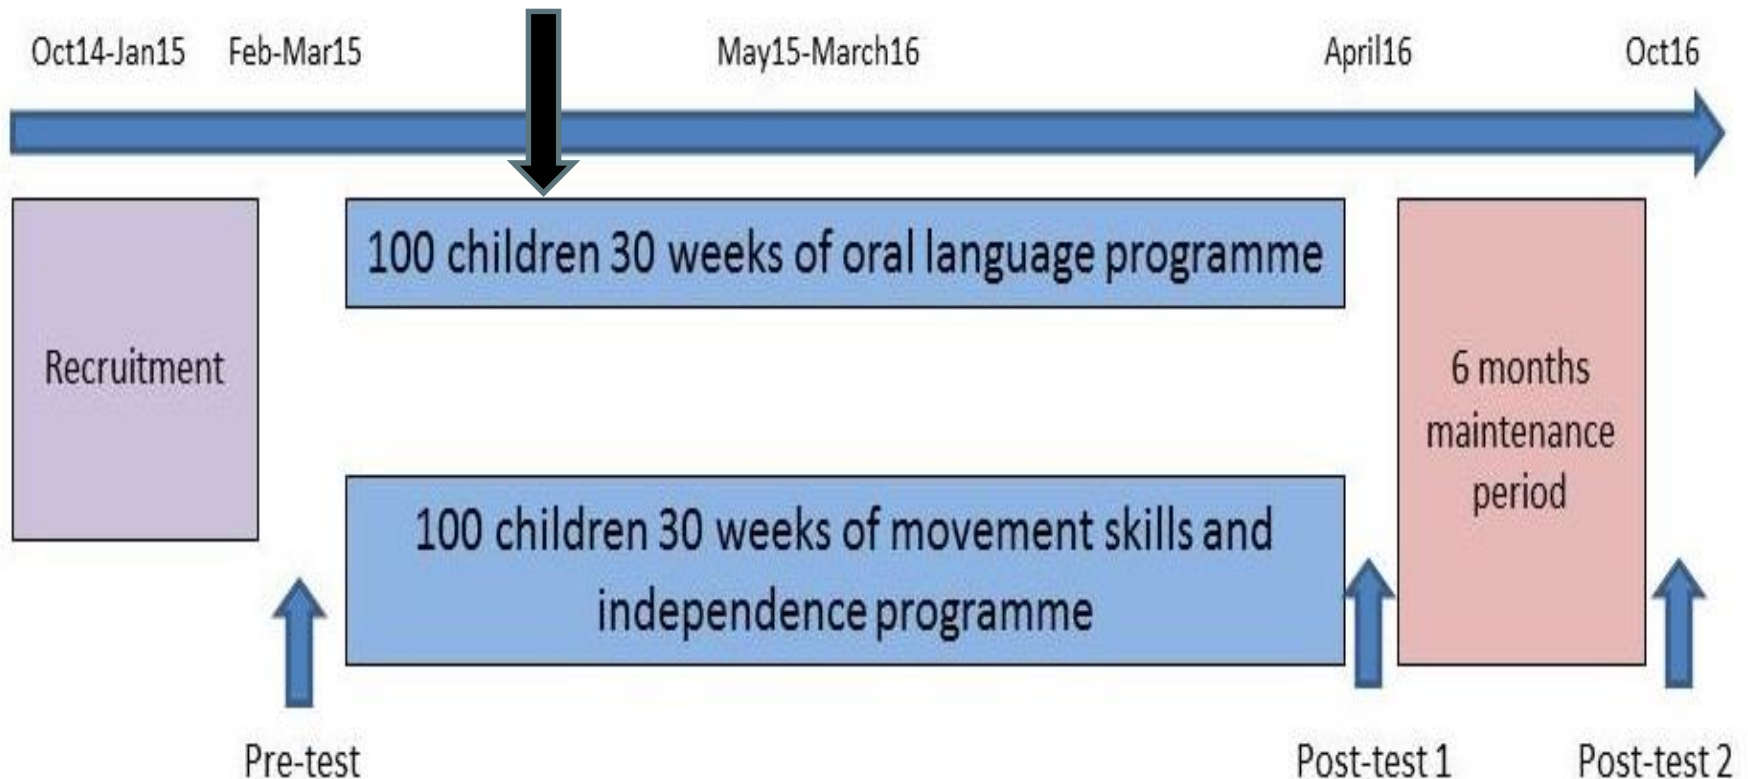 Oct14-Jan15
Feb-Mar15
May15-March16
April16
Oct16
Recruitment
100 children 30 weeks of oral language programme
100 children 30 weeks of movement skills and
independence programme
6 months
maintenance
period
Pre-test
Post-test 1
Post-test 2